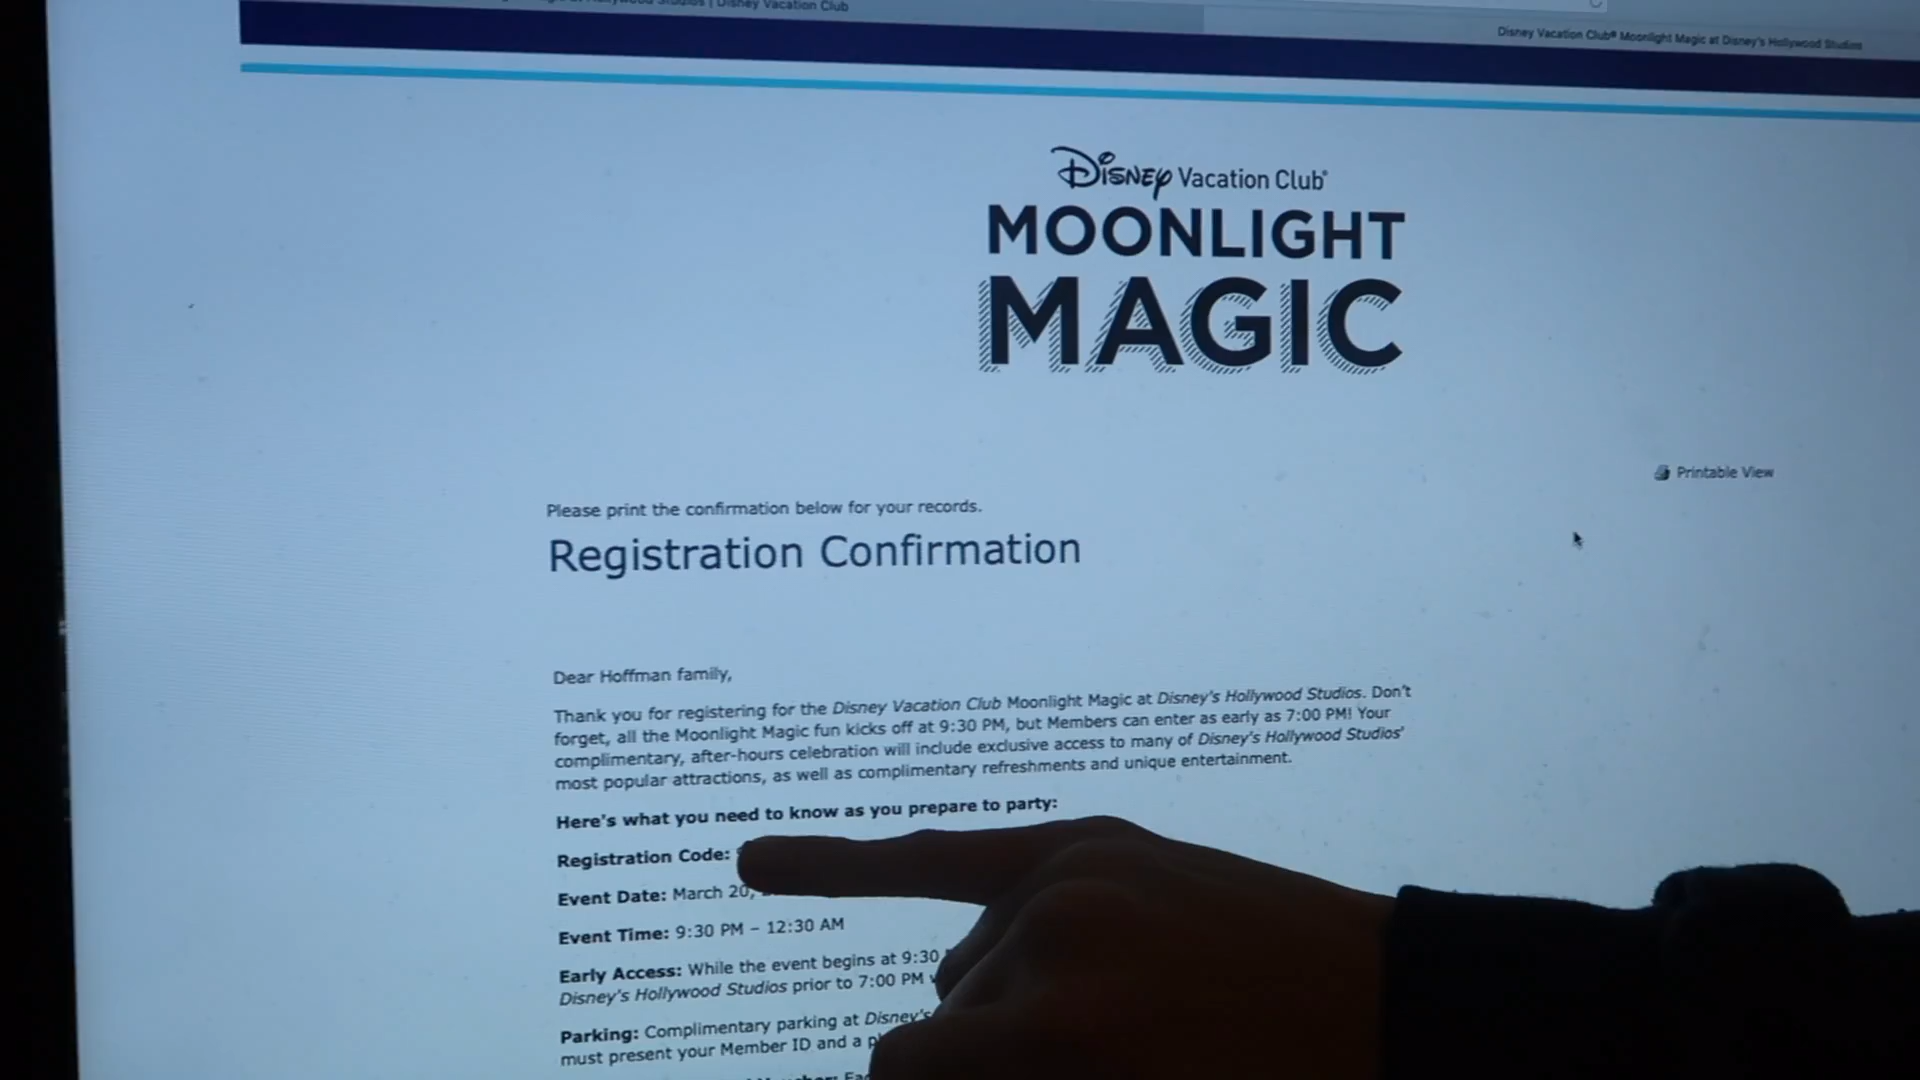 Disney Vacation Club
Disney Vacation Club® Moonlight Magic at Disney's Hollywood Studios
Disney Vacation Club®
MOONLIGHT
MAGIC
Printable View
Please print the confirmation below for your records.
Registration Confirmation
Dear Hoffman family,
Thank you for registering for the Disney Vacation Club Moonlight Magic at Disney's Hollywood Studios. Don't
forget, all the Moonlight Magic fun kicks off at 9:30 PM, but Members can enter as early as 7:00 PM! Your
complimentary, after-hours celebration will include exclusive access to many of Disney's Hollywood Studios'
most popular attractions, as well as complimentary refreshments and unique entertainment.
Here's what you need to know as you prepare to party:
Registration Code:
Event Date: March 20,
Event Time: 9:30 PM – 12:30 AM
Early Access: While the event begins at 9:30
Disney's Hollywood Studios prior to 7:00 PM
Parking: Complimentary parking at Disney's
must present your Member ID and a